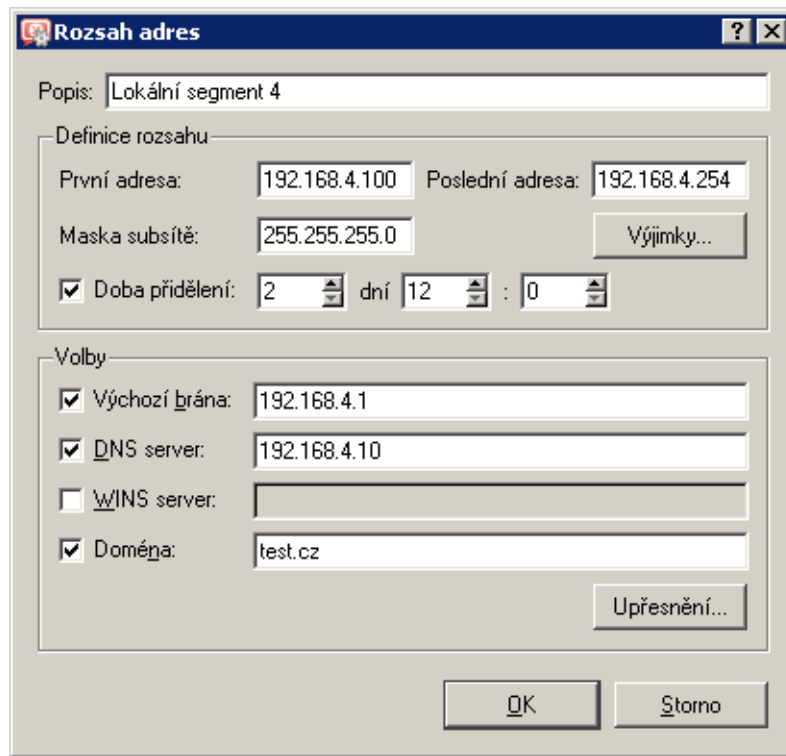 Rozsah adres
Popis: Lokální segment 4
Definice rozsahu
První adresa: 192.168.4.100 Poslední adresa: 192.168.4.254
Maska subsítě: 255.255.255.0 Výjimky...
Doba přidělení: 2 dní 12 : 0
Volby
Výchozí brána: 192.168.4.1
DNS server: 192.168.4.10
WINS server:
Doména: test.cz
Upřesnění...
OK Storno